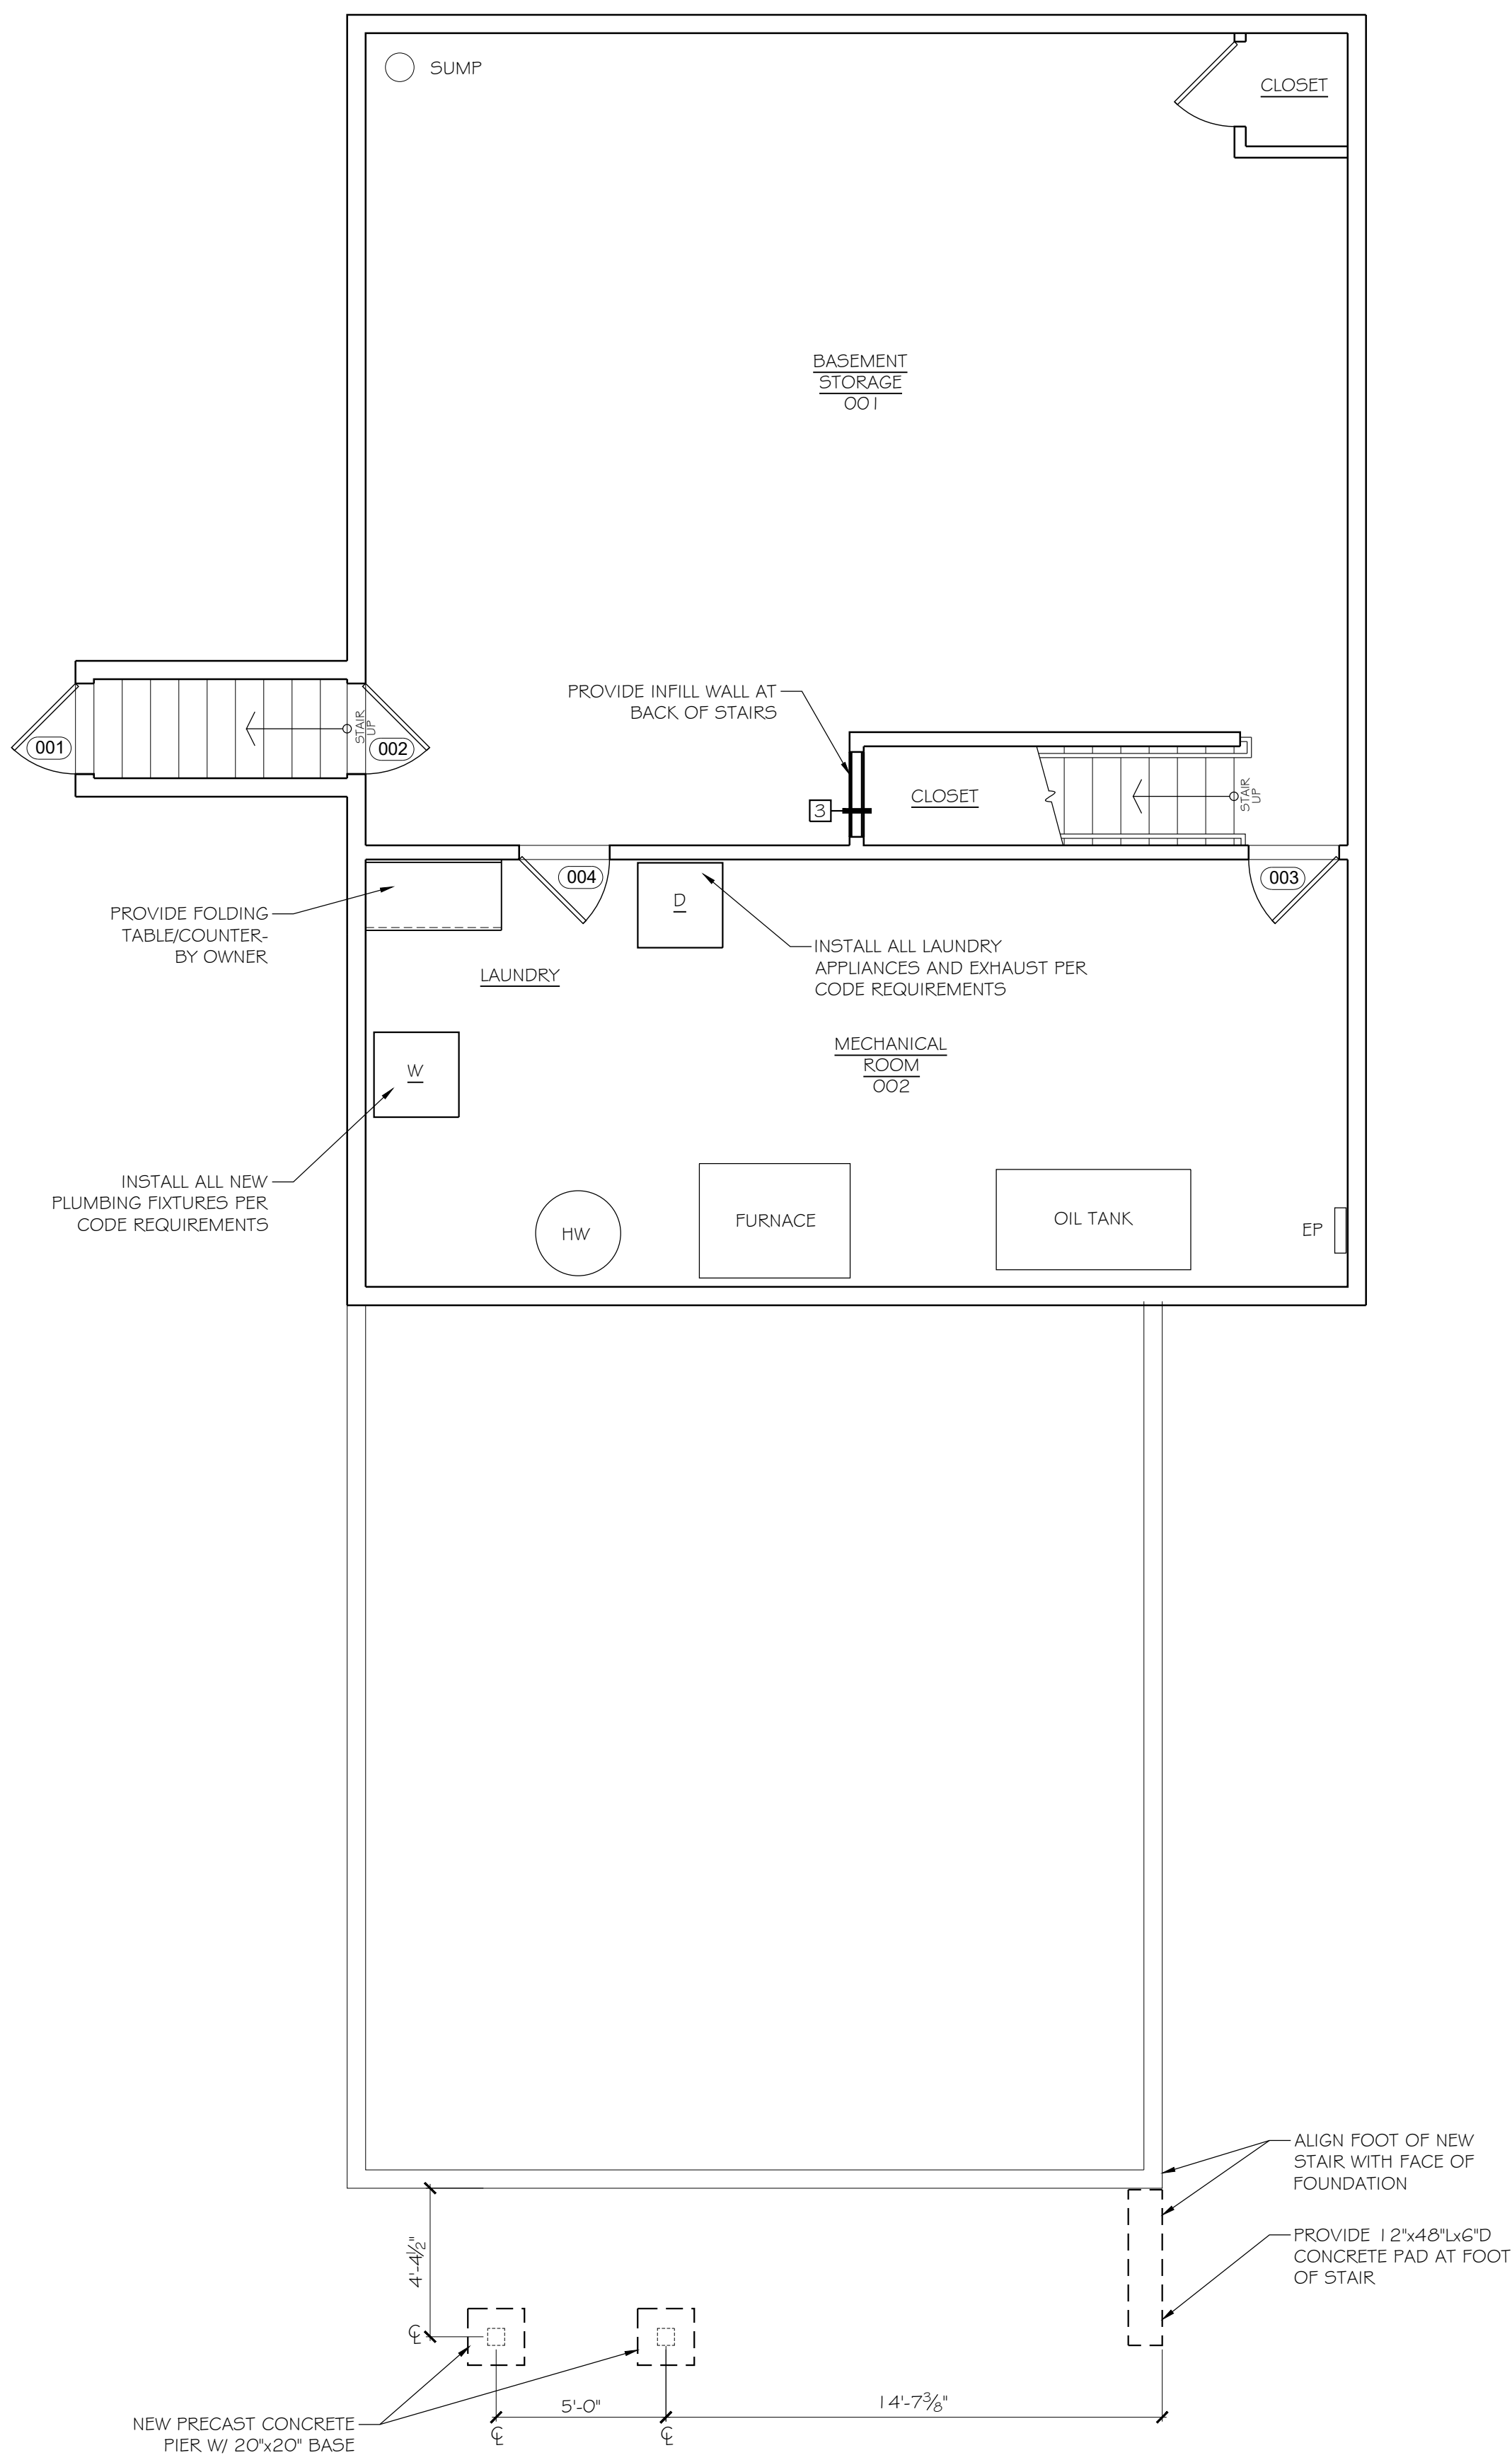 SUMP
CLOSET
BASEMENT
STORAGE
001
PROVIDE INFILL WALL AT
BACK OF STAIRS
001
STAIR
UP
002
3
CLOSET
STAIR
UP
004
D
003
PROVIDE FOLDING
TABLE/COUNTER-
BY OWNER
LAUNDRY
INSTALL ALL LAUNDRY
APPLIANCES AND EXHAUST PER
CODE REQUIREMENTS
W
MECHANICAL
ROOM
002
INSTALL ALL NEW
PLUMBING FIXTURES PER
CODE REQUIREMENTS
HW
FURNACE
OIL TANK
EP
ALIGN FOOT OF NEW
STAIR WITH FACE OF
FOUNDATION
PROVIDE 12"x48"Lx6"D
CONCRETE PAD AT FOOT
OF STAIR
4'-4½"
℄
5'-0"
14'-7⅜"
℄
℄
NEW PRECAST CONCRETE
PIER W/ 20"x20" BASE